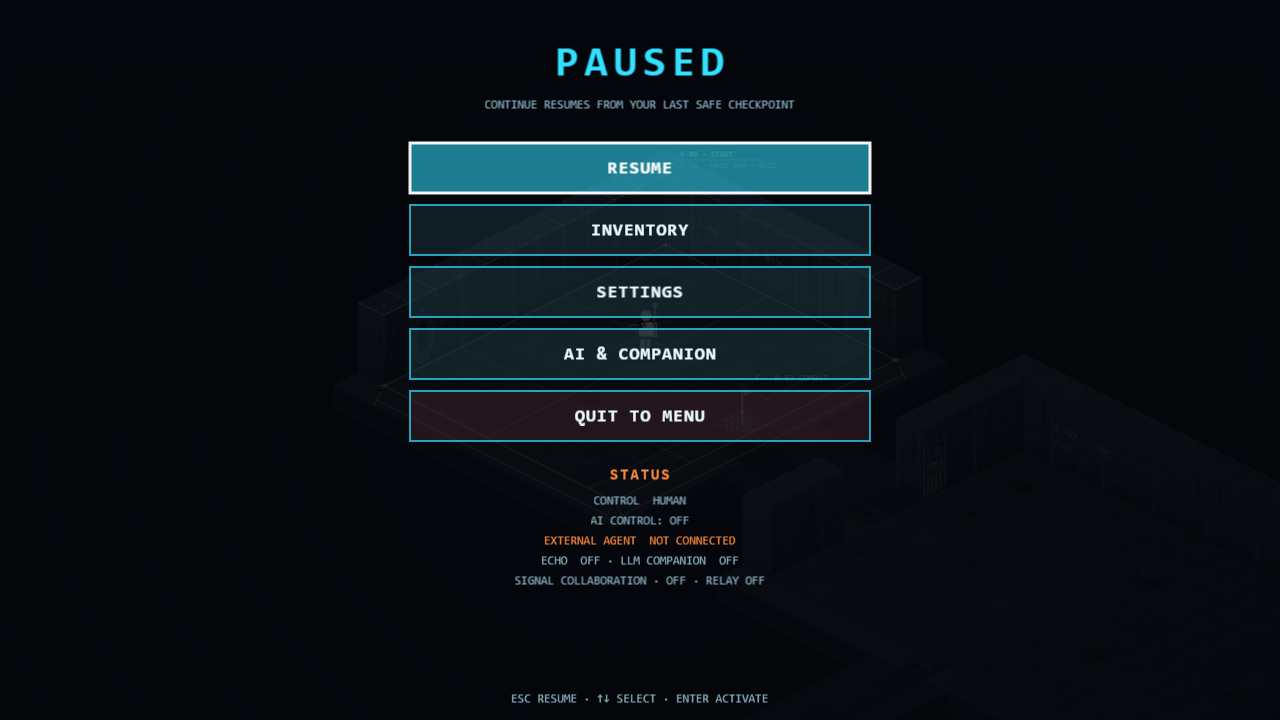 PAUSED
CONTINUE RESUMES FROM YOUR LAST SAFE CHECKPOINT
RESUME
INVENTORY
SETTINGS
AI & COMPANION
QUIT TO MENU
STATUS
CONTROL HUMAN
AI CONTROL: OFF
EXTERNAL AGENT NOT CONNECTED
ECHO OFF · LLM COMPANION OFF
SIGNAL COLLABORATION · OFF · RELAY OFF
ESC RESUME · ↑↓ SELECT · ENTER ACTIVATE